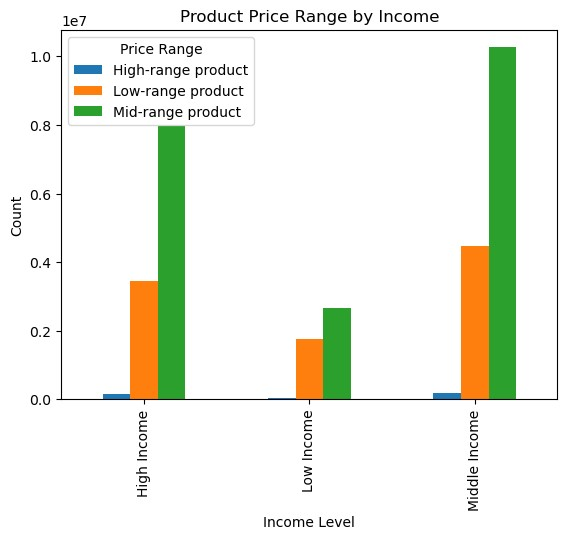 Product Price Range by Income
1e7
Price Range
High-range product
Low-range product
Mid-range product
1.0
0.8
0.6
0.4
0.2
0.0
Count
High Income
Low Income
Middle Income
Income Level